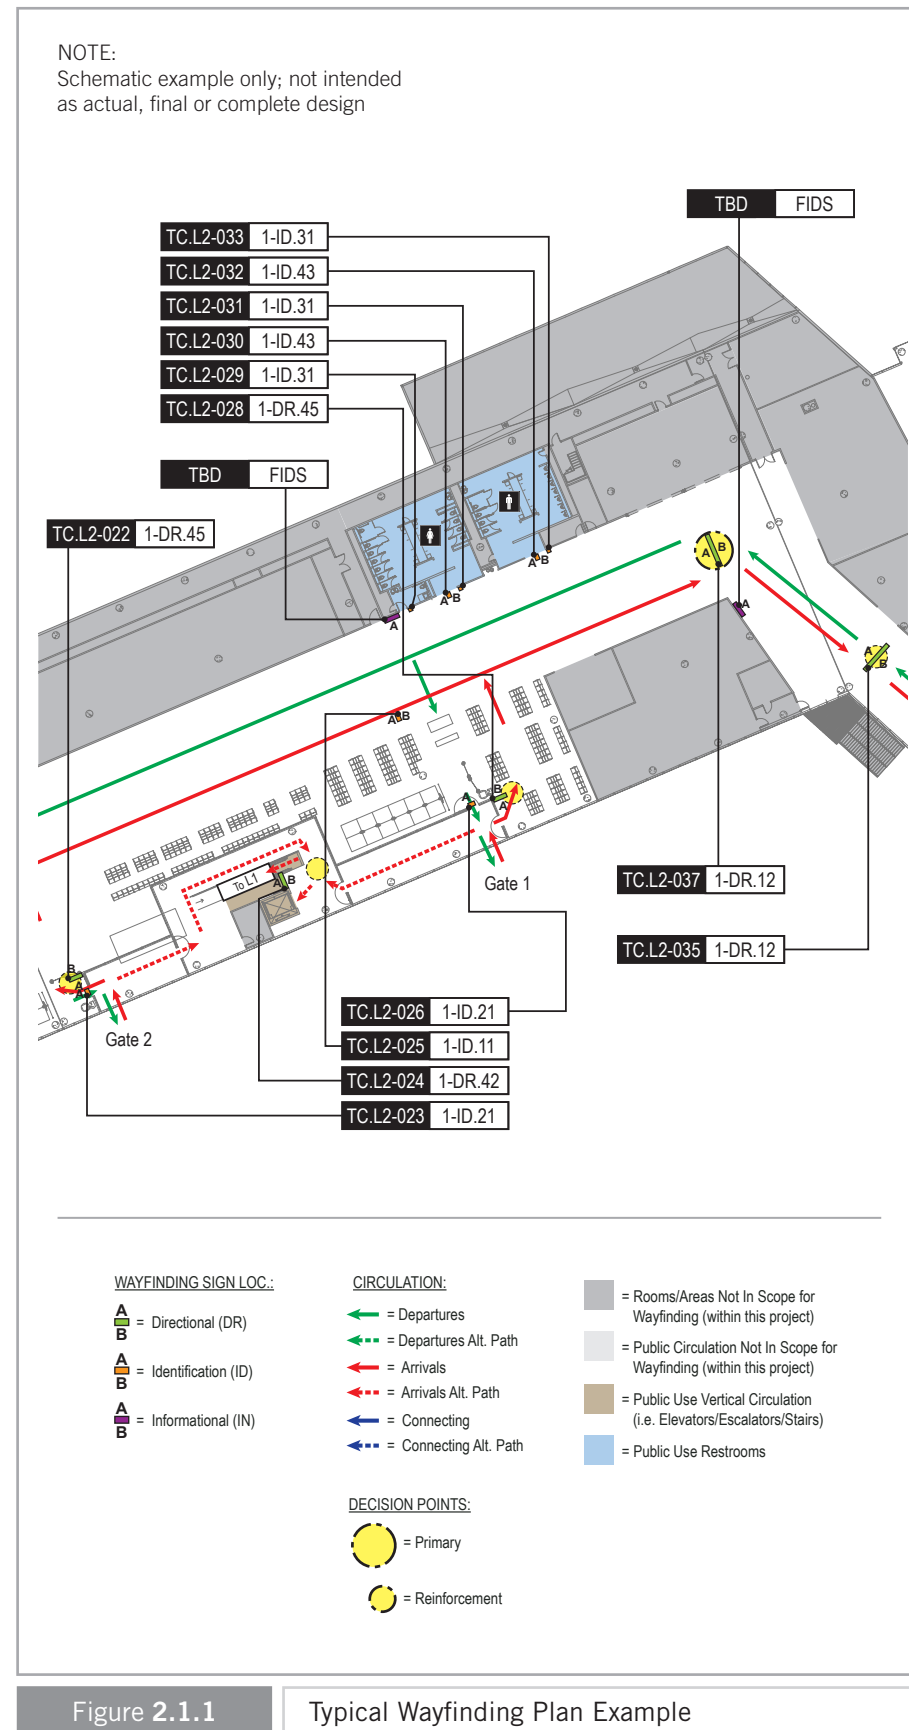 NOTE:
Schematic example only; not intended
as actual, final or complete design
TBD FIDS
TC.L2-033 1-ID.31
TC.L2-032 1-ID.43
TC.L2-031 1-ID.31
TC.L2-030 1-ID.43
TC.L2-029 1-ID.31
TC.L2-028 1-DR.45
TBD FIDS
TC.L2-022 1-DR.45
A B
A B
A B
A
A
A B
A B
B
A
A
To L1
A B
Gate 1
TC.L2-037 1-DR.12
TC.L2-035 1-DR.12
B
A
A
Gate 2
TC.L2-026 1-ID.21
TC.L2-025 1-ID.11
TC.L2-024 1-DR.42
TC.L2-023 1-ID.21
WAYFINDING SIGN LOC.:
A
B
= Directional (DR)
A
B
= Identification (ID)
A
B
= Informational (IN)
CIRCULATION:
= Departures
= Departures Alt. Path
= Arrivals
= Arrivals Alt. Path
= Connecting
= Connecting Alt. Path
= Rooms/Areas Not In Scope for
Wayfinding (within this project)
= Public Circulation Not In Scope for
Wayfinding (within this project)
= Public Use Vertical Circulation
(i.e. Elevators/Escalators/Stairs)
= Public Use Restrooms
DECISION POINTS:
= Primary
= Reinforcement
Figure 2.1.1
Typical Wayfinding Plan Example